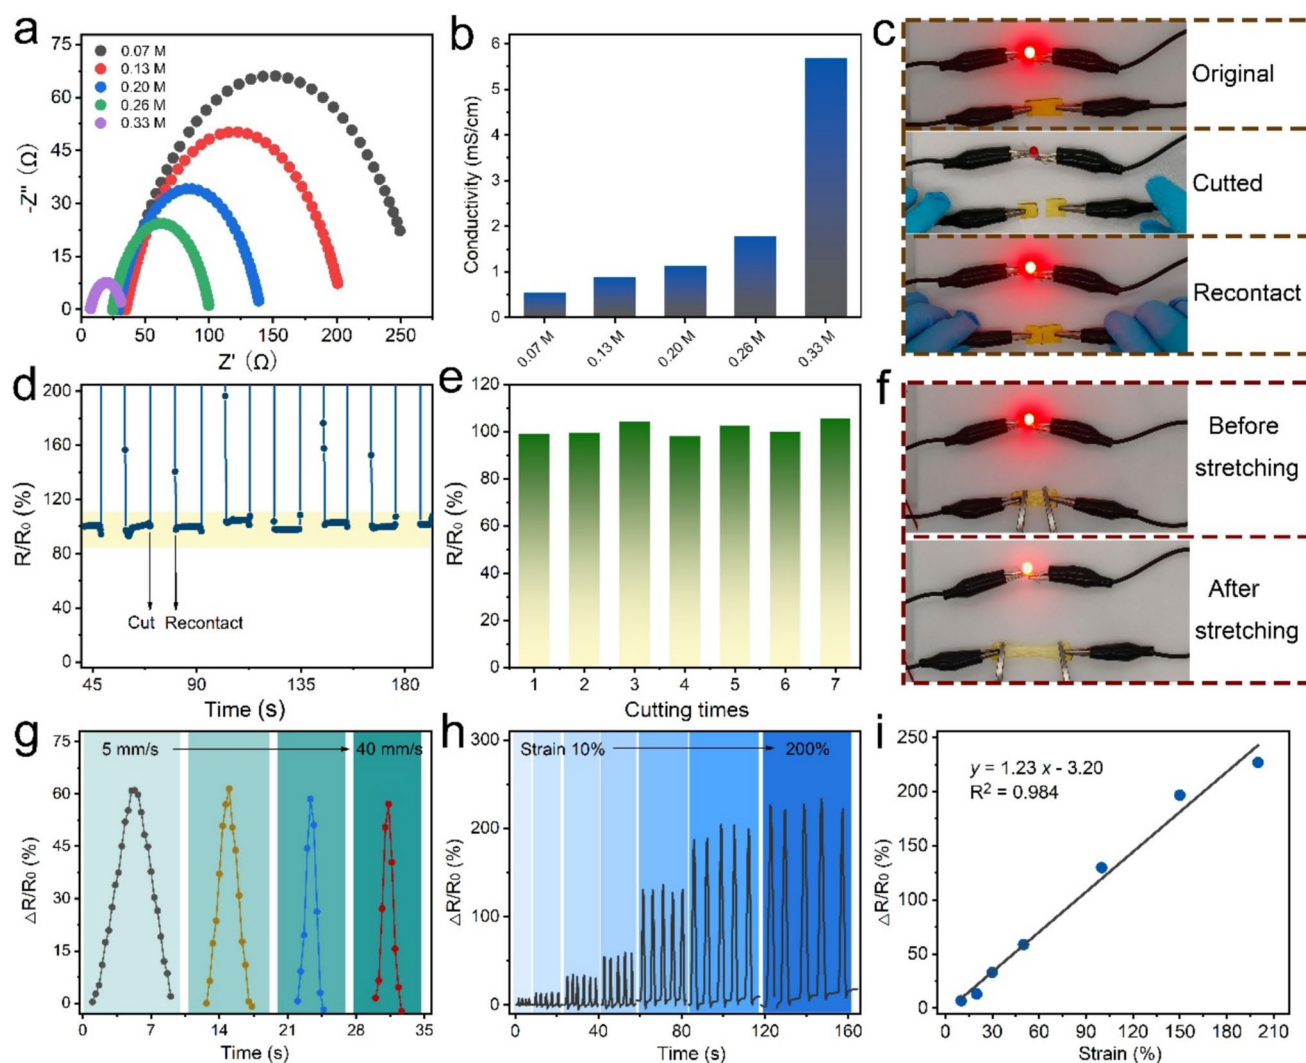 a
75
60
45
30
15
0
-Z'' (Ω)
0.07 M
0.13 M
0.20 M
0.26 M
0.33 M
0
50
100
150
200
250
Z' (Ω)
b
6
5
4
3
2
1
0
Conductivity (mS/cm)
0.07 M
0.13 M
0.20 M
0.26 M
0.33 M
c
Original
Cutted
Recontact
d
200
160
120
80
40
0
R/R₀ (%)
Cut
Recontact
45
90
135
180
Time (s)
e
120
100
80
60
40
20
0
R/R₀ (%)
1
2
3
4
5
6
7
Cutting times
f
Before
stretching
After
stretching
g
75
60
45
30
15
0
△R/R₀ (%)
5 mm/s
40 mm/s
0
7
14
21
28
35
Time (s)
h
300
200
100
0
△R/R₀ (%)
Strain 10%
200%
0
40
80
120
160
Time (s)
i
250
200
150
100
50
0
△R/R₀ (%)
y = 1.23 x - 3.20
R² = 0.984
0
30
60
90
120
150
180
210
Strain (%)